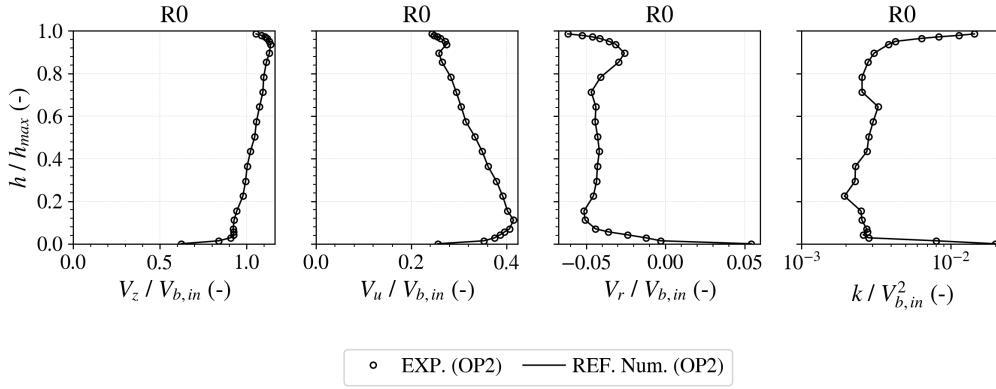 R0 R0 R0 R0
h / h_max (-)
1.0
0.8
0.6
0.4
0.2
0.0
0.0 0.5 1.0 0.0 0.2 0.4 −0.05 0.00 0.05 10⁻³ 10⁻²
V_z / V_b,in (-) V_u / V_b,in (-) V_r / V_b,in (-) k / V²_b,in (-)
EXP. (OP2) REF. Num. (OP2)